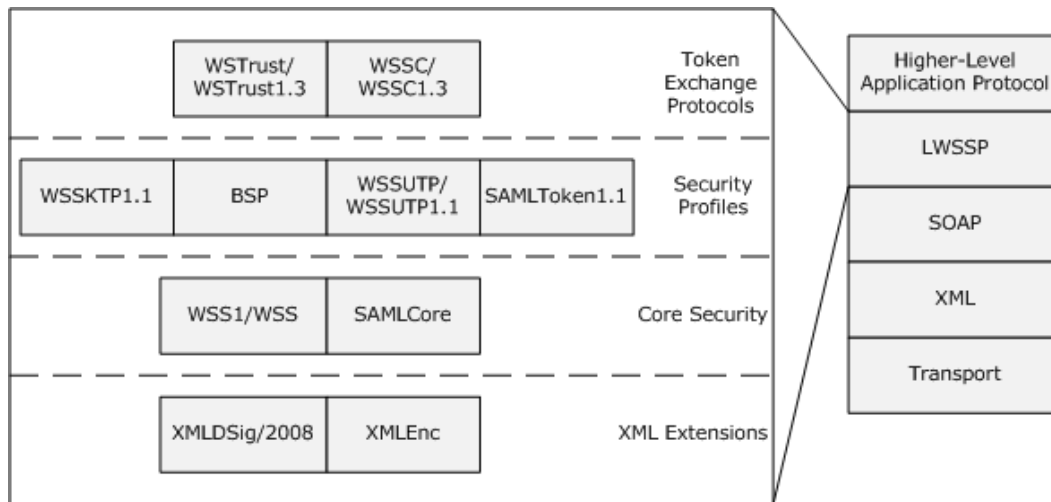 WSTrust/
WSTrust1.3
WSSC/
WSSC1.3
Token
Exchange
Protocols
WSSKTP1.1
BSP
WSSUTP/
WSSUTP1.1
SAMLToken1.1
Security
Profiles
WSS1/WSS
SAMLCore
Core Security
XMLDSig/2008
XMLEnc
XML Extensions
Higher-Level
Application Protocol
LWSSP
SOAP
XML
Transport